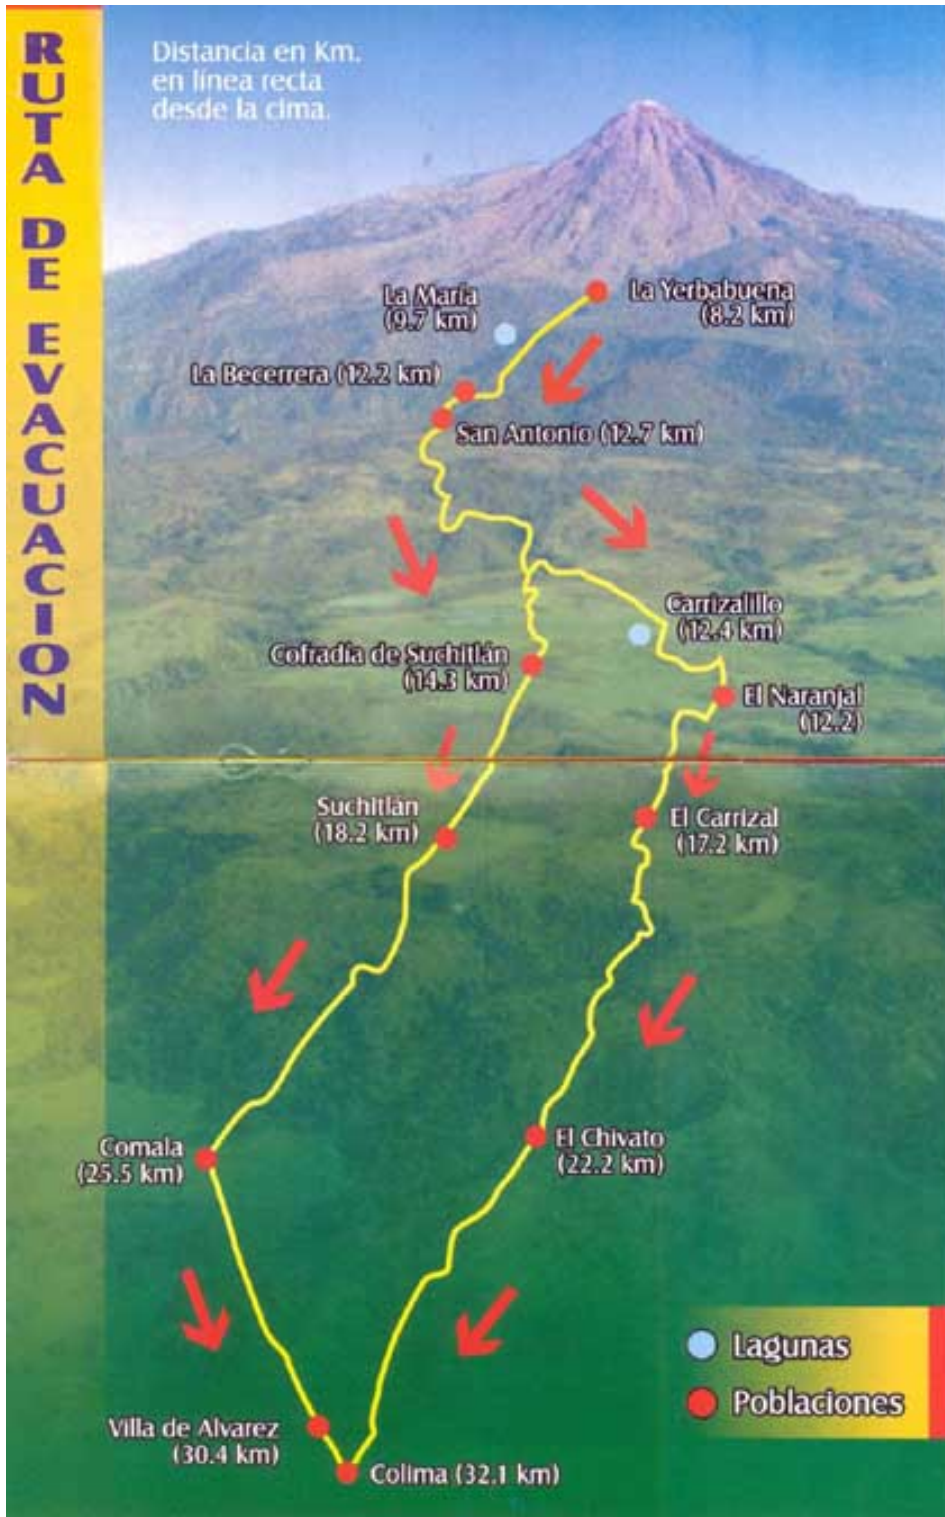 RUTA DE EVACUACION
Distancia en Km.
en línea recta
desde la cima.
La María
(9.7 km)
La Yerbabuena
(8.2 km)
La Becerrera (12.2 km)
San Antonio (12.7 km)
Carrizalillo
(12.4 km)
Cofradía de Suchitlán
(14.3 km)
El Naranjal
(12.2)
Suchitlán
(18.2 km)
El Carrizal
(17.2 km)
Comala
(25.5 km)
El Chivato
(22.2 km)
Lagunas
Poblaciones
Villa de Alvarez
(30.4 km)
Colima (32.1 km)